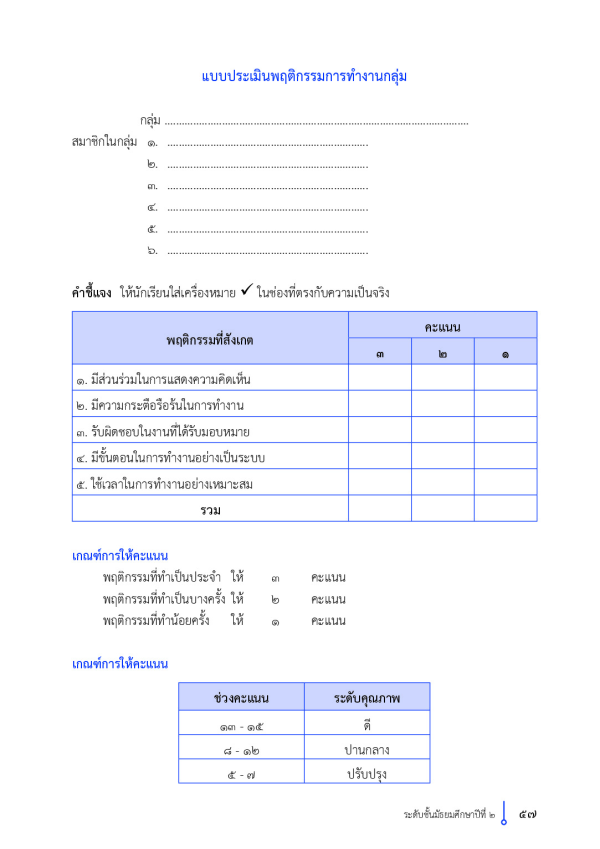 แบบประเมินพฤติกรรมการทำงานกลุ่ม
กลุ่ม ..........................................................................................................
สมาชิกในกลุ่ม ๑. ......................................................................
๒. ......................................................................
๓. ......................................................................
๔. ......................................................................
๕. ......................................................................
๖. ......................................................................
คำชี้แจง ให้นักเรียนใส่เครื่องหมาย ✓ ในช่องที่ตรงกับความเป็นจริง
พฤติกรรมที่สังเกต คะแนน
๓ ๒ ๑
๑. มีส่วนร่วมในการแสดงความคิดเห็น
๒. มีความกระตือรือร้นในการทำงาน
๓. รับผิดชอบในงานที่ได้รับมอบหมาย
๔. มีขั้นตอนในการทำงานอย่างเป็นระบบ
๕. ใช้เวลาในการทำงานอย่างเหมาะสม
รวม
เกณฑ์การให้คะแนน
พฤติกรรมที่ทำเป็นประจำ ให้ ๓ คะแนน
พฤติกรรมที่ทำเป็นบางครั้ง ให้ ๒ คะแนน
พฤติกรรมที่ทำน้อยครั้ง ให้ ๑ คะแนน
เกณฑ์การให้คะแนน
ช่วงคะแนน ระดับคุณภาพ
๑๓ - ๑๕ ดี
๘ - ๑๒ ปานกลาง
๕ - ๗ ปรับปรุง
ระดับชั้นมัธยมศึกษาปีที่ ๒ ๕๗